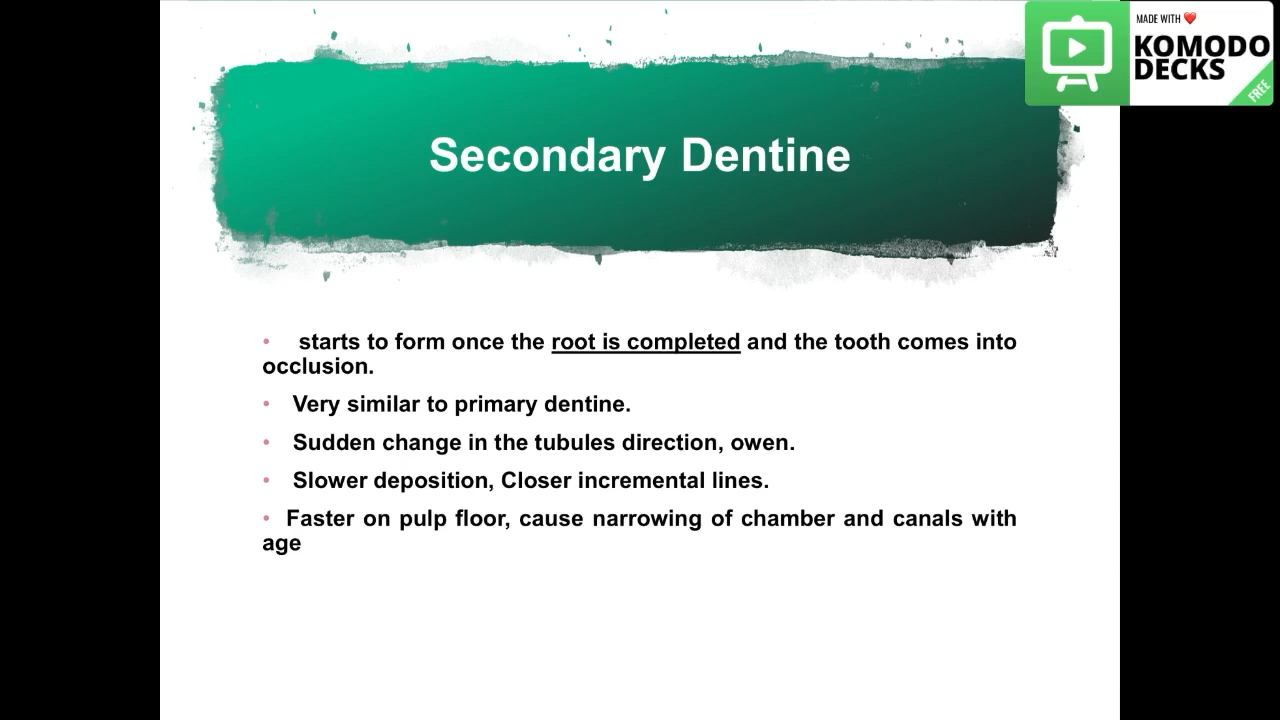 MADE WITH ❤️
KOMODO
DECKS
FREE
Secondary Dentine
• starts to form once the root is completed and the tooth comes into
occlusion.
• Very similar to primary dentine.
• Sudden change in the tubules direction, owen.
• Slower deposition, Closer incremental lines.
• Faster on pulp floor, cause narrowing of chamber and canals with
age